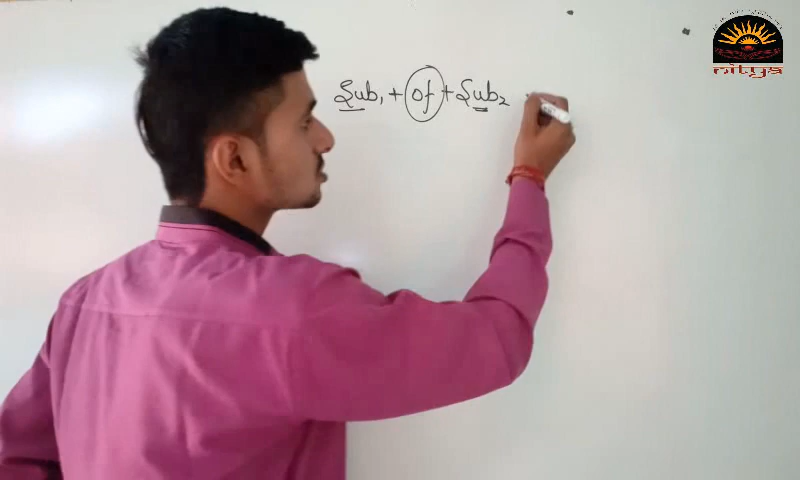 Sub₁ + of + Sub₂
nitya